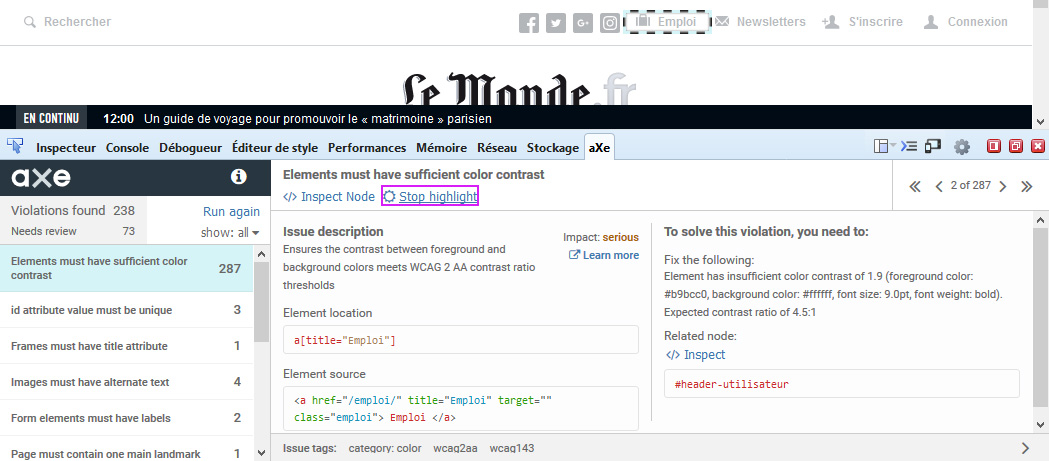 Rechercher
Emploi
Newsletters
S'inscrire
Connexion
Le Monde.fr
EN CONTINU 12:00 Un guide de voyage pour promouvoir le « matrimoine » parisien
Inspecteur Console Débogueur Éditeur de style Performances Mémoire Réseau Stockage aXe
axe
Violations found 238
Run again
Needs review 73
show: all
Elements must have sufficient color
contrast
287
id attribute value must be unique 3
Frames must have title attribute 1
Images must have alternate text 4
Form elements must have labels 2
Page must contain one main landmark 1
Elements must have sufficient color contrast
</> Inspect Node
Stop highlight
2 of 287
Issue description
Impact: serious
Learn more
Ensures the contrast between foreground and
background colors meets WCAG 2 AA contrast ratio
thresholds
Element location
a[title="Emploi"]
Element source
<a href="/emploi/" title="Emploi" target=""
class="emploi"> Emploi </a>
To solve this violation, you need to:
Fix the following:
Element has insufficient color contrast of 1.9 (foreground color:
#b9bcc0, background color: #ffffff, font size: 9.0pt, font weight: bold).
Expected contrast ratio of 4.5:1
Related node:
</> Inspect
#header-utilisateur
Issue tags: category: color wcag2aa wcag143